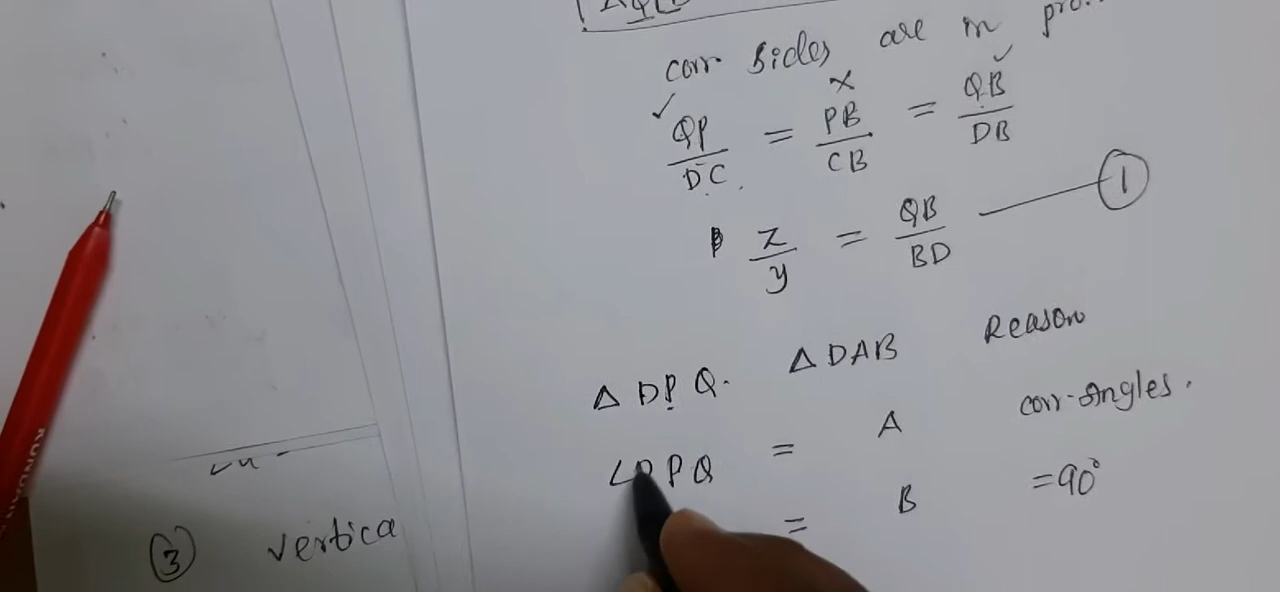 corr. Sides are in
✓ × ✓
QP/DC = PB/CB = QB/DB
z/y = QB/BD —— ①
Δ DPQ. Δ DAB Reason
∠DPQ = A corr-angles.
= B =90°
③ vertica
KUNDAN